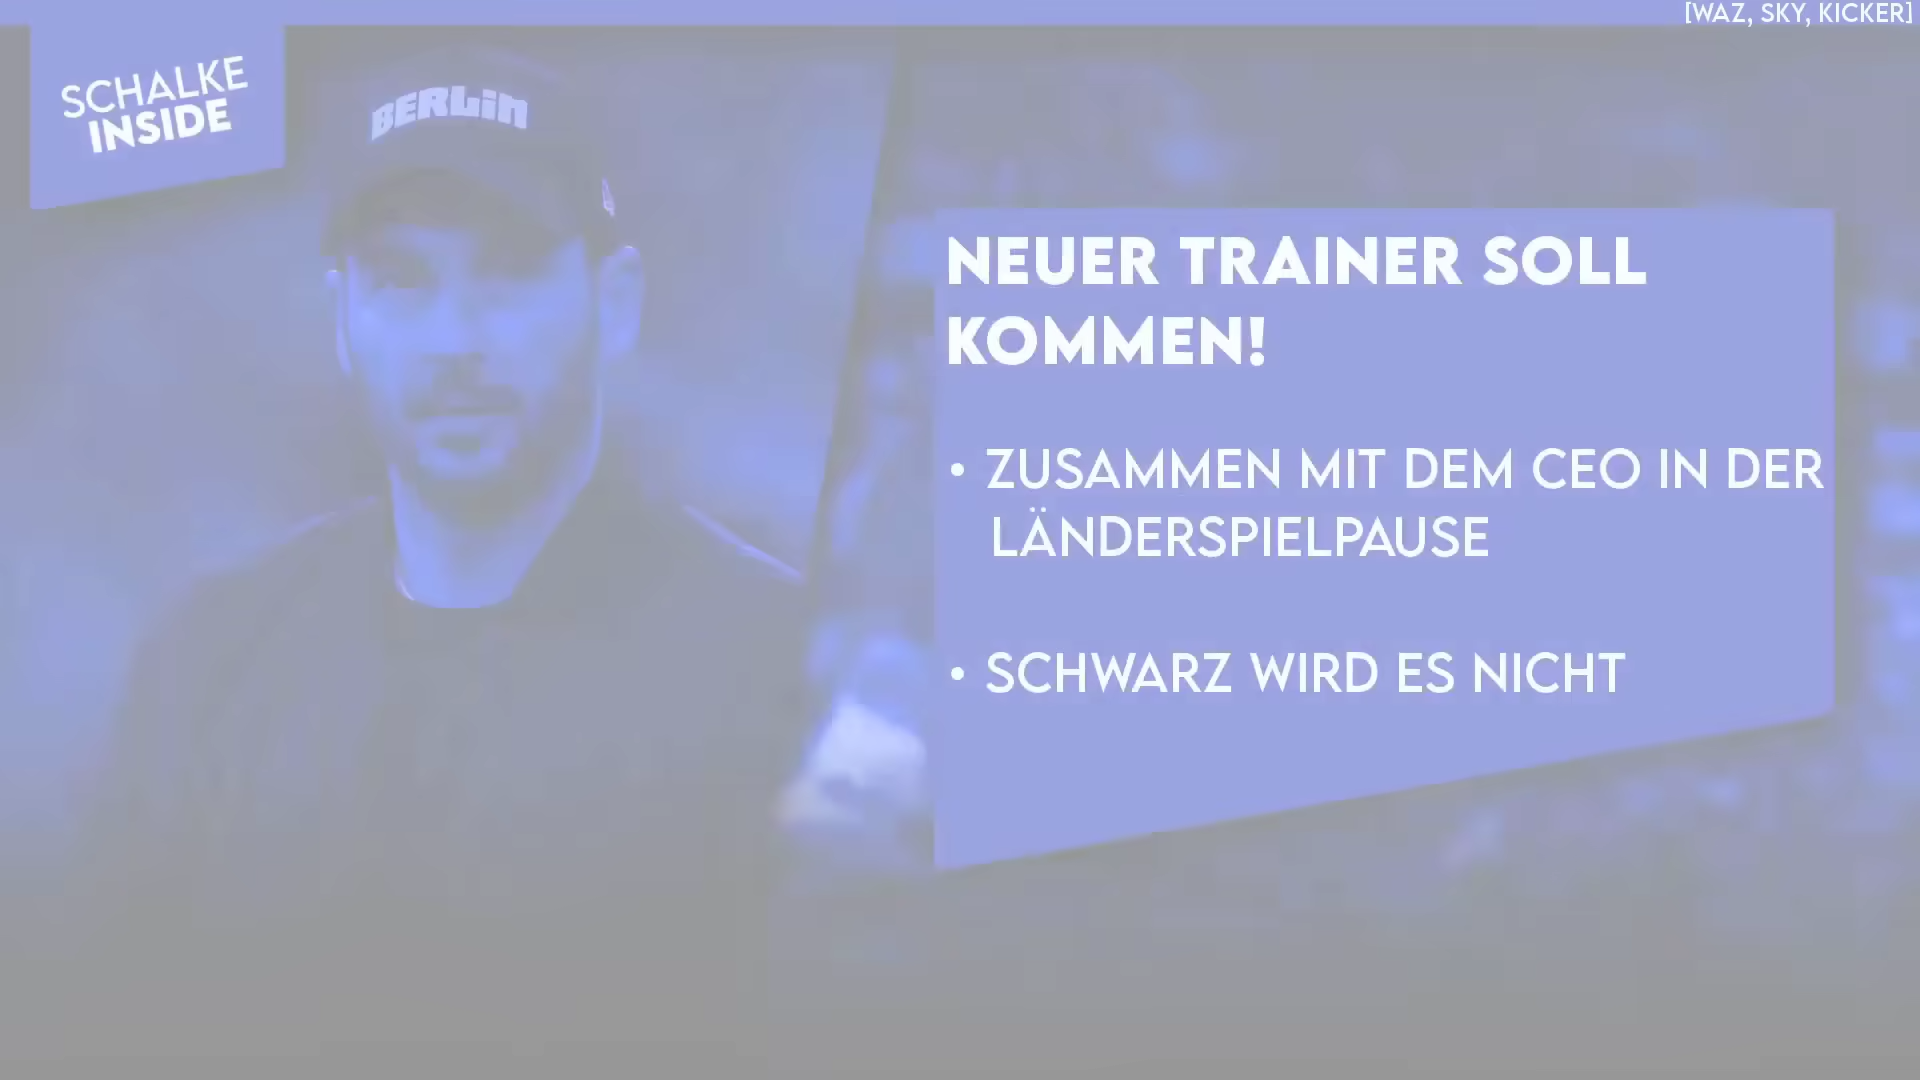 [WAZ, SKY, KICKER]
SCHALKE
INSIDE
BERLIN
NEUER TRAINER SOLL
KOMMEN!
• ZUSAMMEN MIT DEM CEO IN DER
LÄNDERSPIELPAUSE
• SCHWARZ WIRD ES NICHT